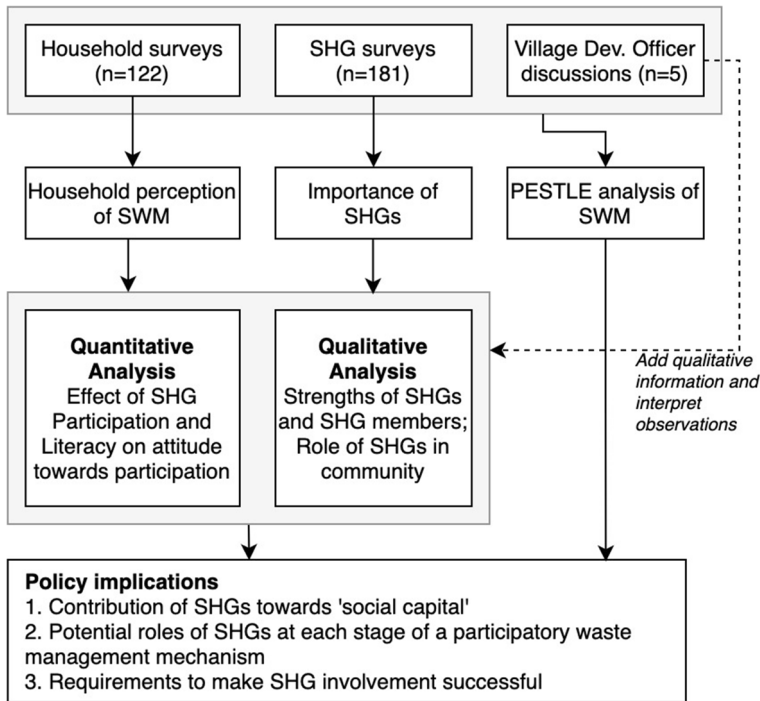 Household surveys
(n=122)
SHG surveys
(n=181)
Village Dev. Officer
discussions (n=5)
Household perception
of SWM
Importance of
SHGs
PESTLE analysis of
SWM
Quantitative
Analysis
Effect of SHG
Participation and
Literacy on attitude
towards participation
Qualitative
Analysis
Strengths of SHGs
and SHG members;
Role of SHGs in
community
Add qualitative
information and
interpret
observations
Policy implications
1. Contribution of SHGs towards 'social capital'
2. Potential roles of SHGs at each stage of a participatory waste
management mechanism
3. Requirements to make SHG involvement successful